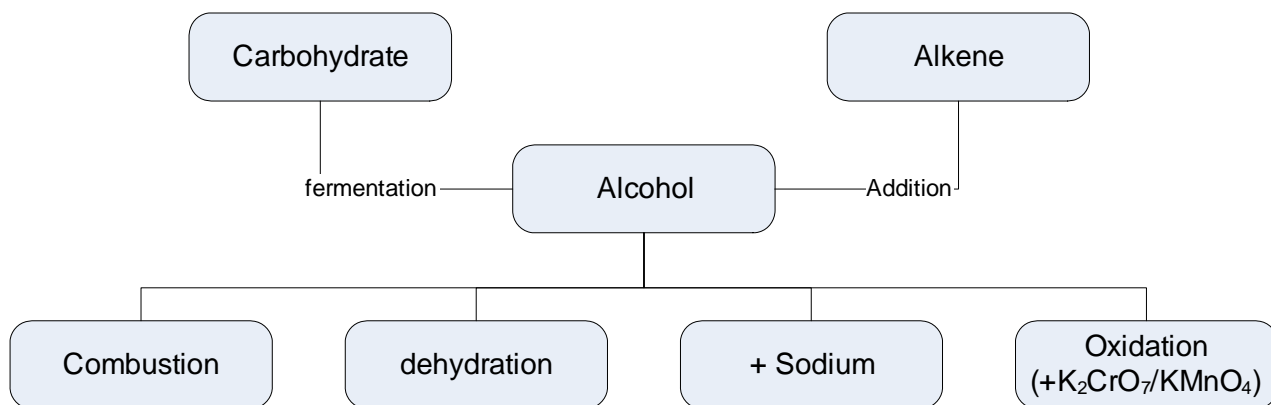 Carbohydrate
Alkene
fermentation
Alcohol
Addition
Combustion
dehydration
+ Sodium
Oxidation
(+K₂CrO₇/KMnO₄)